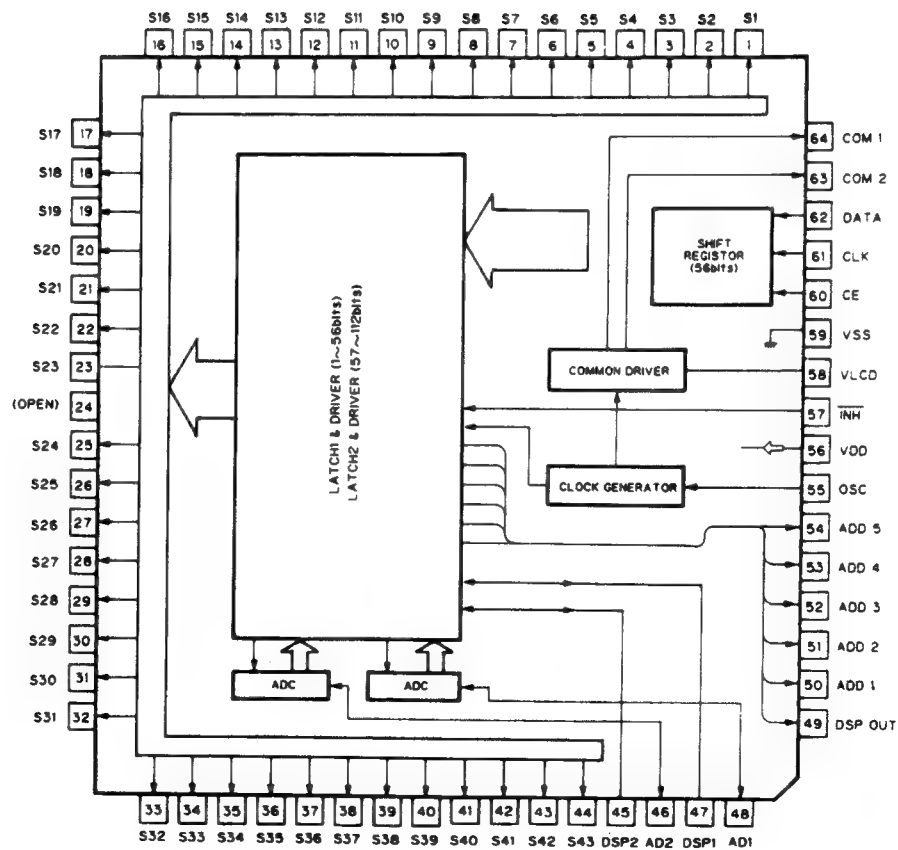 S16 S15 S14 S13 S12 S11 S10 S9 S8 S7 S6 S5 S4 S3 S2 S1
16 15 14 13 12 11 10 9 8 7 6 5 4 3 2 1
S17 17
S18 18
S19 19
S20 20
S21 21
S22 22
S23 23
(OPEN) 24
S24 25
S25 26
S26 27
S27 28
S28 29
S29 30
S30 31
S31 32
LATCH1 & DRIVER (1~56bits)
LATCH2 & DRIVER (57~112bits)
SHIFT
REGISTOR
(56bits)
COMMON DRIVER
CLOCK GENERATOR
ADC
ADC
64 COM 1
63 COM 2
62 DATA
61 CLK
60 CE
59 VSS
58 VLCD
57 INH
56 VDD
55 OSC
54 ADD 5
53 ADD 4
52 ADD 3
51 ADD 2
50 ADD 1
49 DSP OUT
33 34 35 36 37 38 39 40 41 42 43 44 45 46 47 48
S32 S33 S34 S35 S36 S37 S38 S39 S40 S41 S42 S43 DSP2 AD2 DSP1 AD1